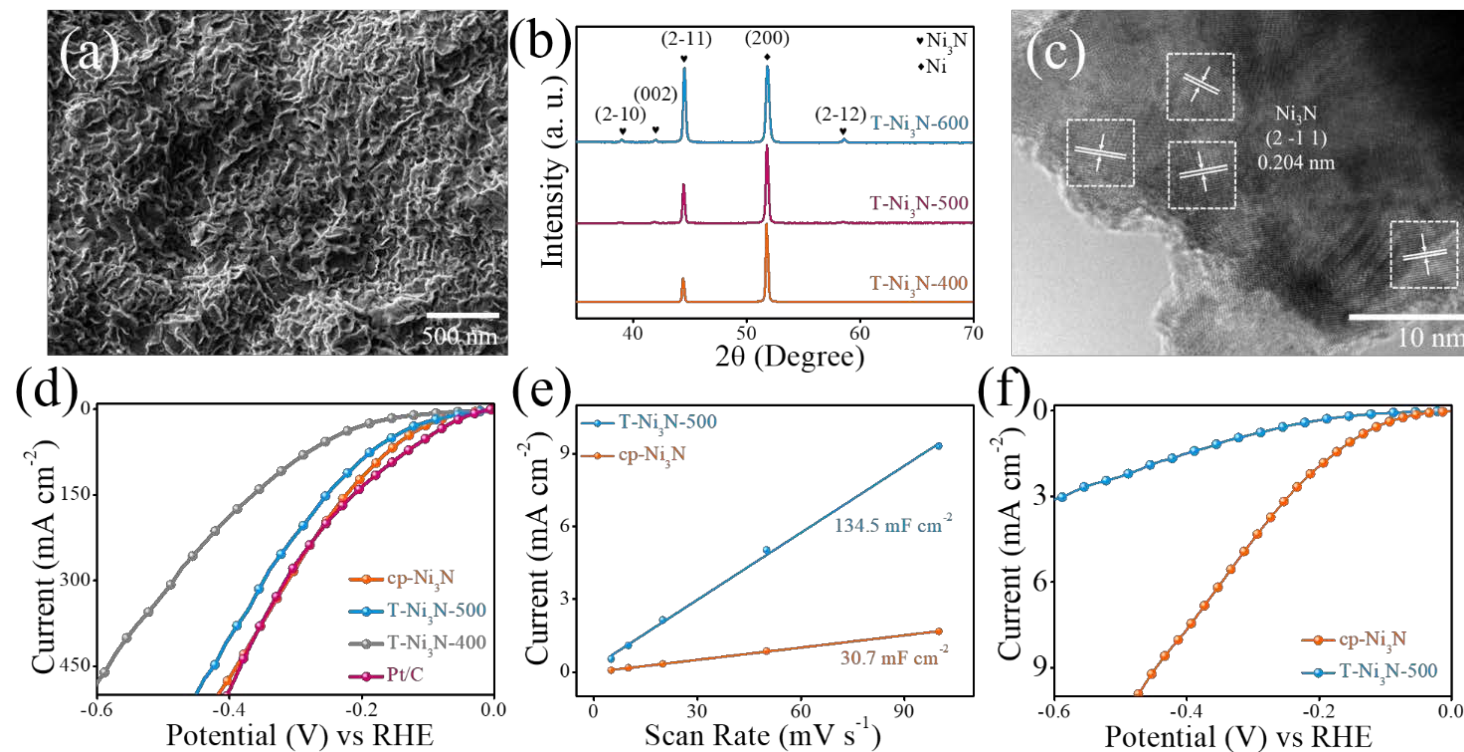 (a)
500 nm
(b)
(2-10)
(002)
(2-11)
(200)
(2-12)
♥ Ni₃N
♦ Ni
T-Ni₃N-600
T-Ni₃N-500
T-Ni₃N-400
Intensity (a. u.)
40 50 60 70
2θ (Degree)
(c)
Ni₃N
(2 -1 1)
0.204 nm
10 nm
(d)
0
150
300
450
Current (mA cm⁻²)
cp-Ni₃N
T-Ni₃N-500
T-Ni₃N-400
Pt/C
-0.6 -0.4 -0.2 0.0
Potential (V) vs RHE
(e)
T-Ni₃N-500
cp-Ni₃N
9
6
3
0
Current (mA cm⁻²)
134.5 mF cm⁻²
30.7 mF cm⁻²
0 30 60 90
Scan Rate (mV s⁻¹)
(f)
0
3
6
9
Current (mA cm⁻²)
cp-Ni₃N
T-Ni₃N-500
-0.6 -0.4 -0.2 0.0
Potential (V) vs RHE